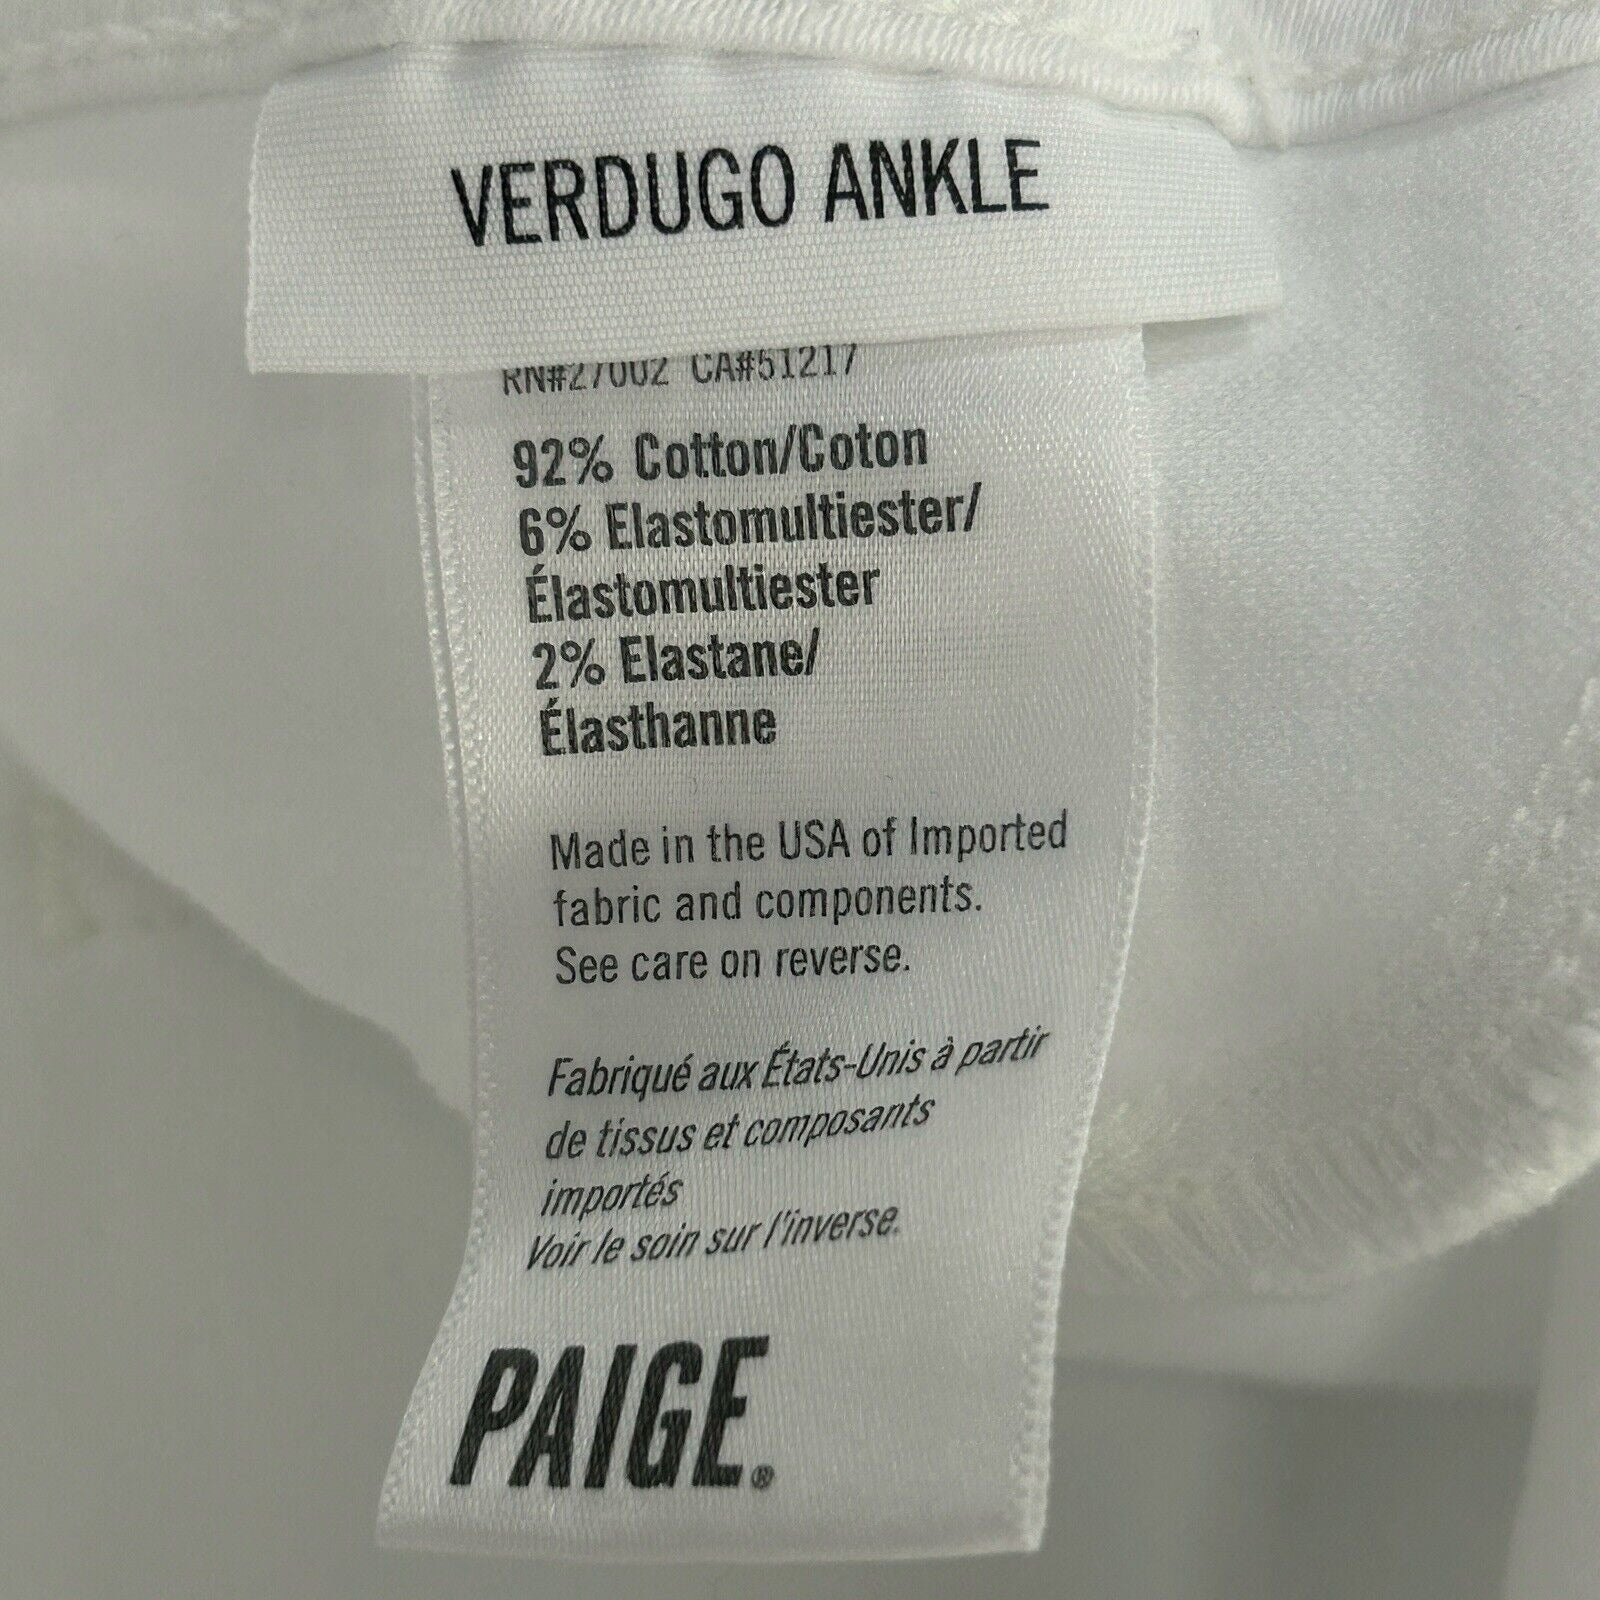 VERDUGO ANKLE
RN#27002 CA#51217
92% Cotton/Coton
6% Elastomultiester/
Élastomultiester
2% Elastane/
Élasthanne
Made in the USA of Imported
fabric and components.
See care on reverse.
Fabriqué aux États-Unis à partir
de tissus et composants
importés
Voir le soin sur l'inverse.
PAIGE®